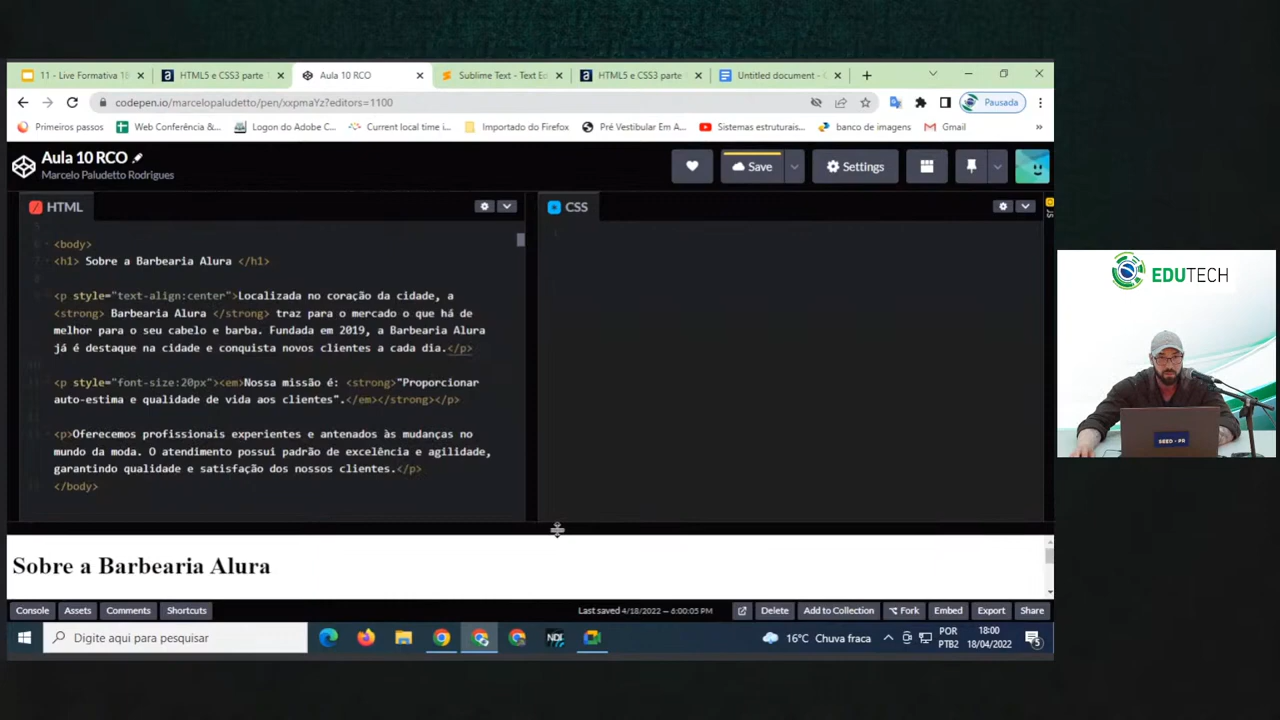 11 - Live Formativa 18
HTML5 e CSS3 parte
Aula 10 RCO
Sublime Text - Text Ed
HTML5 e CSS3 parte
Untitled document -
codepen.io/marcelopaludetto/pen/xxpmaYz?editors=1100
Pausada
Primeiros passos
Web Conferência &...
Logon do Adobe C...
Current local time i...
Importado do Firefox
Pré Vestibular Em A...
Sistemas estruturais...
banco de imagens
Gmail
»
Aula 10 RCO
Marcelo Paludetto Rodrigues
Save
Settings
HTML
CSS
JS
5
6 <body>
<h1> Sobre a Barbearia Alura </h1>
<p style="text-align:center">Localizada no coração da cidade, a
<strong> Barbearia Alura </strong> traz para o mercado o que há de
melhor para o seu cabelo e barba. Fundada em 2019, a Barbearia Alura
já é destaque na cidade e conquista novos clientes a cada dia.</p>
<p style="font-size:20px"><em>Nossa missão é: <strong>"Proporcionar
auto-estima e qualidade de vida aos clientes".</em></strong></p>
<p>Oferecemos profissionais experientes e antenados às mudanças no
mundo da moda. O atendimento possui padrão de excelência e agilidade,
garantindo qualidade e satisfação dos nossos clientes.</p>
</body>
Sobre a Barbearia Alura
Console
Assets
Comments
Shortcuts
Last saved 4/18/2022 — 6:00:05 PM
Delete
Add to Collection
Fork
Embed
Export
Share
Digite aqui para pesquisar
NDI
16°C Chuva fraca
POR
PTB2
18:00
18/04/2022
5
EDUTECH
SEED - PR